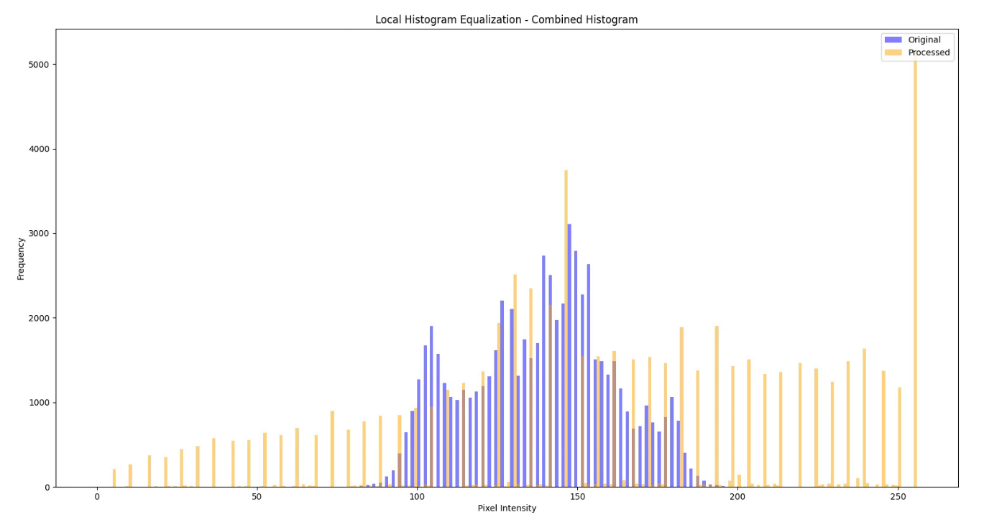 Local Histogram Equalization - Combined Histogram
Original
Processed
5000
4000
3000
2000
1000
0
Frequency
0 50 100 150 200 250
Pixel Intensity